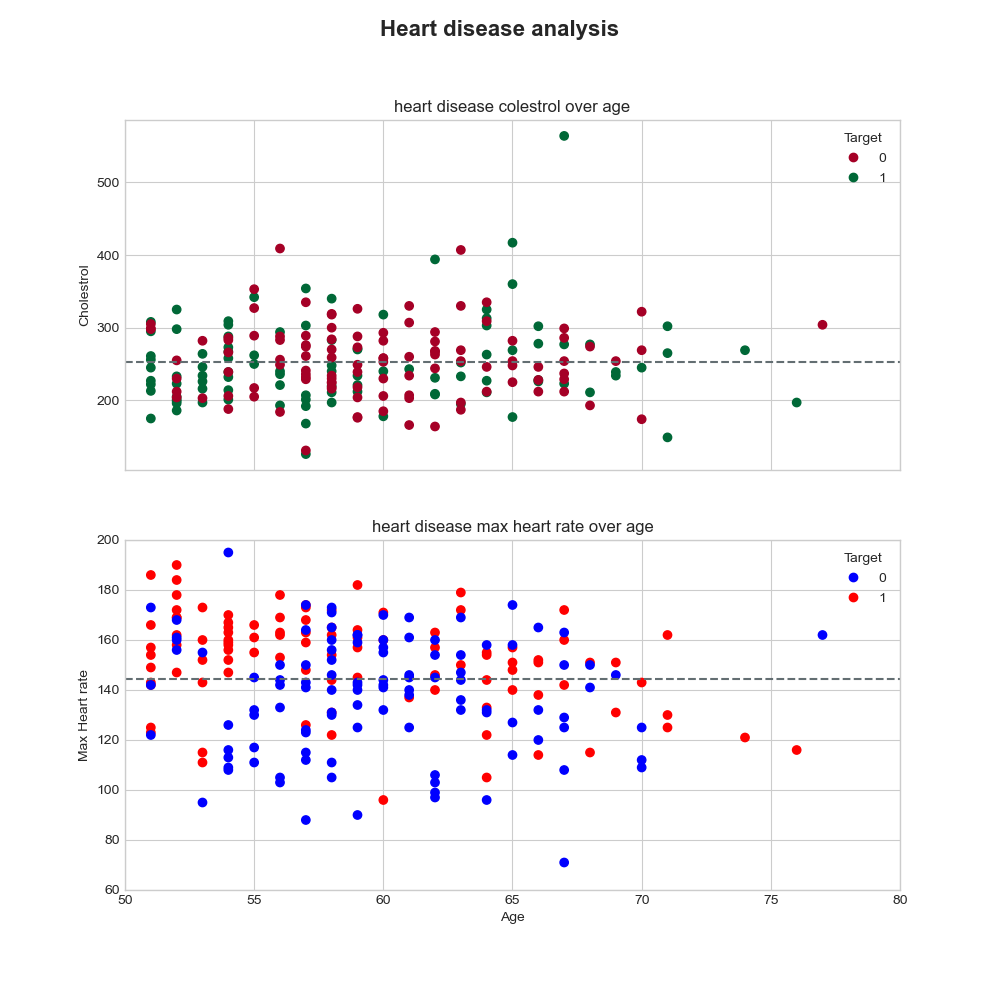 Heart disease analysis
heart disease colestrol over age
Target
0
1
500
400
300
200
Cholestrol
heart disease max heart rate over age
Target
0
1
200
180
160
140
120
100
80
60
Max Heart rate
50 55 60 65 70 75 80
Age